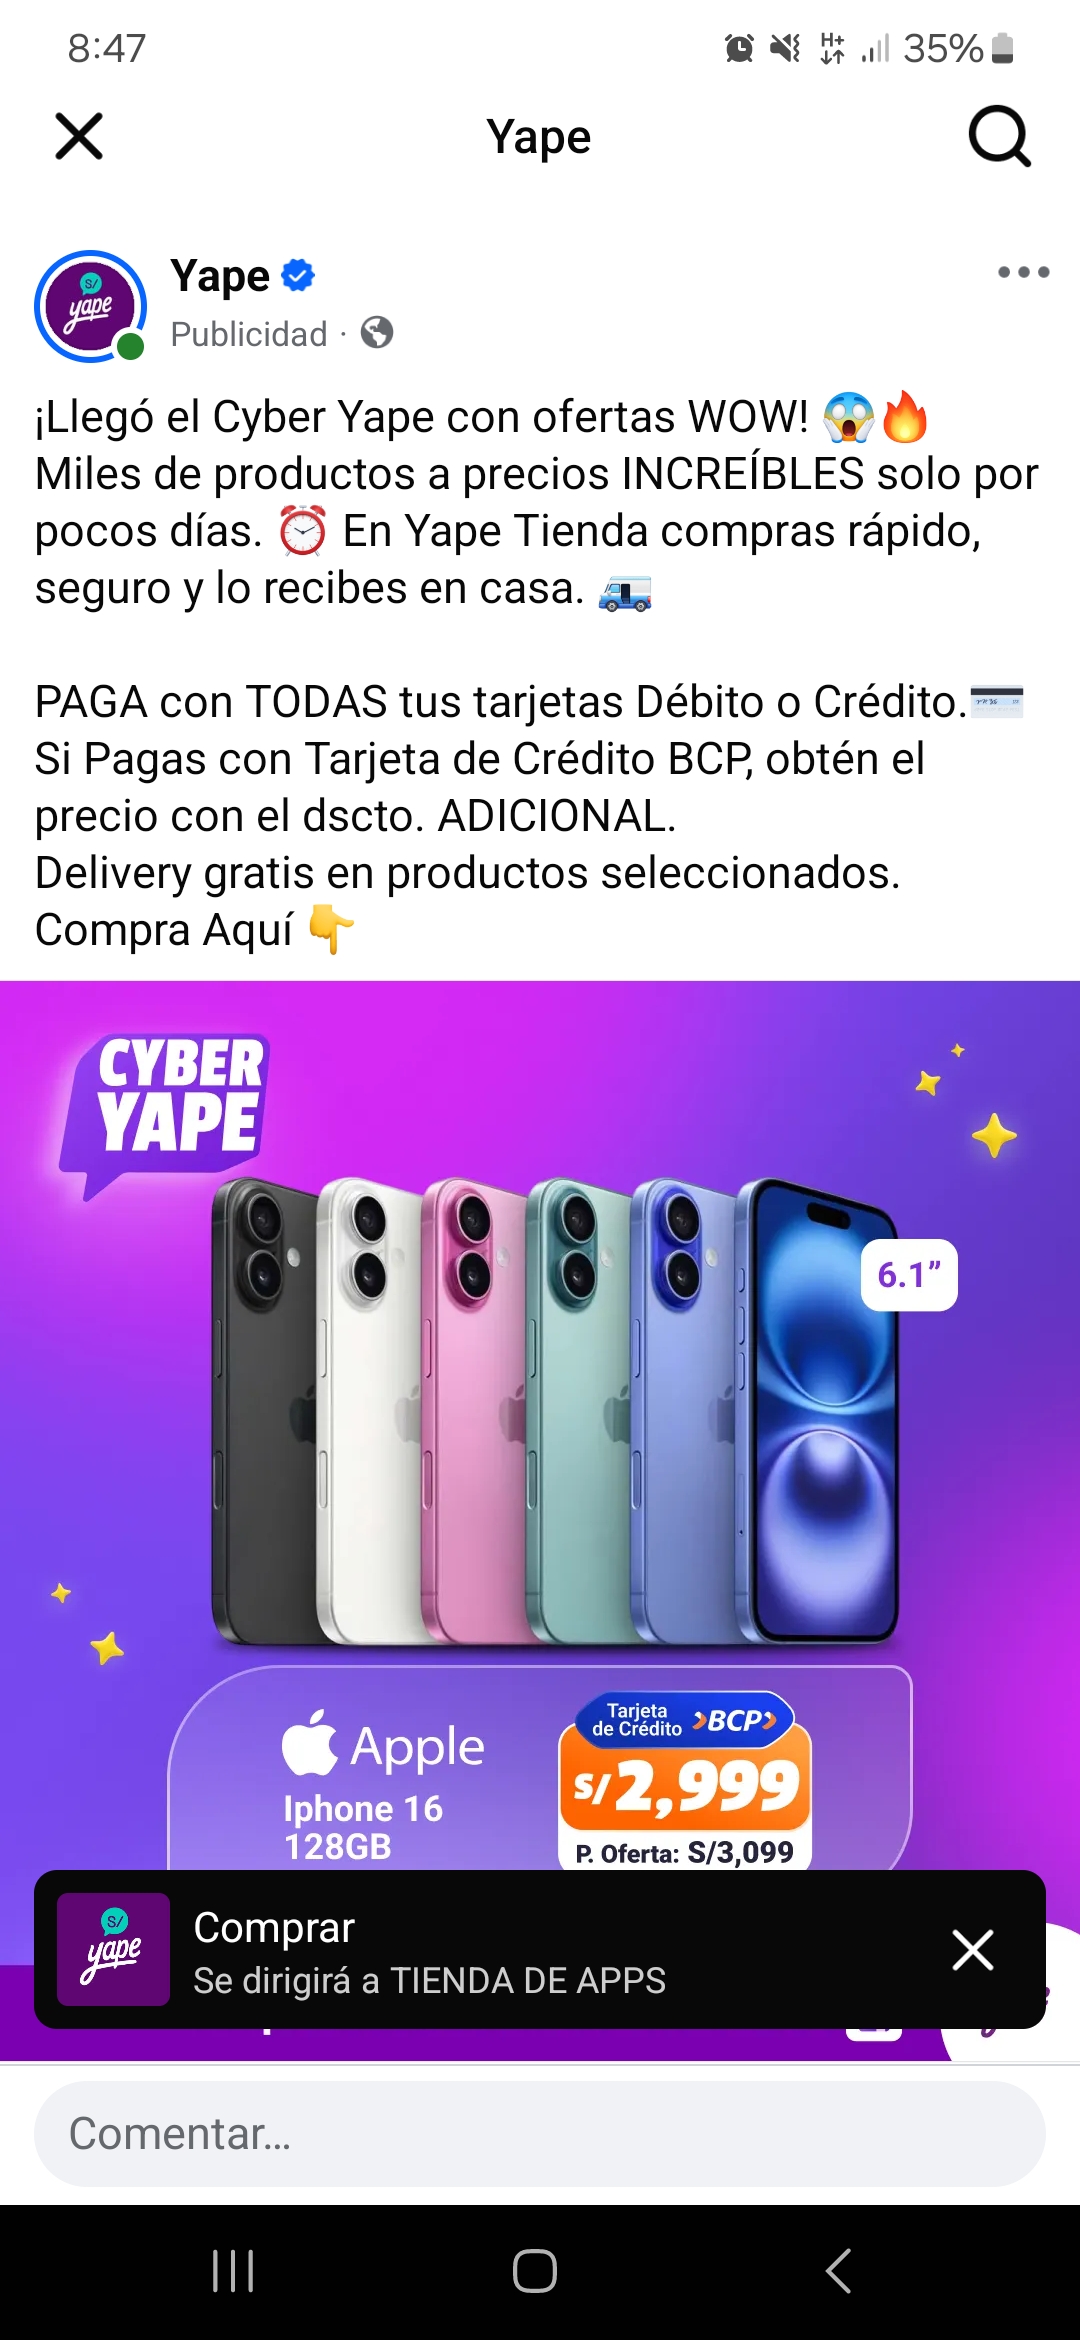 8:47
H+
35%
Yape
S/
yape
Yape
Publicidad ·
¡Llegó el Cyber Yape con ofertas WOW! 😱🔥
Miles de productos a precios INCREÍBLES solo por
pocos días. ⏰ En Yape Tienda compras rápido,
seguro y lo recibes en casa. 🚐
PAGA con TODAS tus tarjetas Débito o Crédito.💳
Si Pagas con Tarjeta de Crédito BCP, obtén el
precio con el dscto. ADICIONAL.
Delivery gratis en productos seleccionados.
Compra Aquí 👇
CYBER
YAPE
6.1”
Apple
Iphone 16
128GB
Tarjeta
de Crédito
BCP
S/2,999
P. Oferta: S/3,099
S/
yape
Comprar
Se dirigirá a TIENDA DE APPS
Comentar...